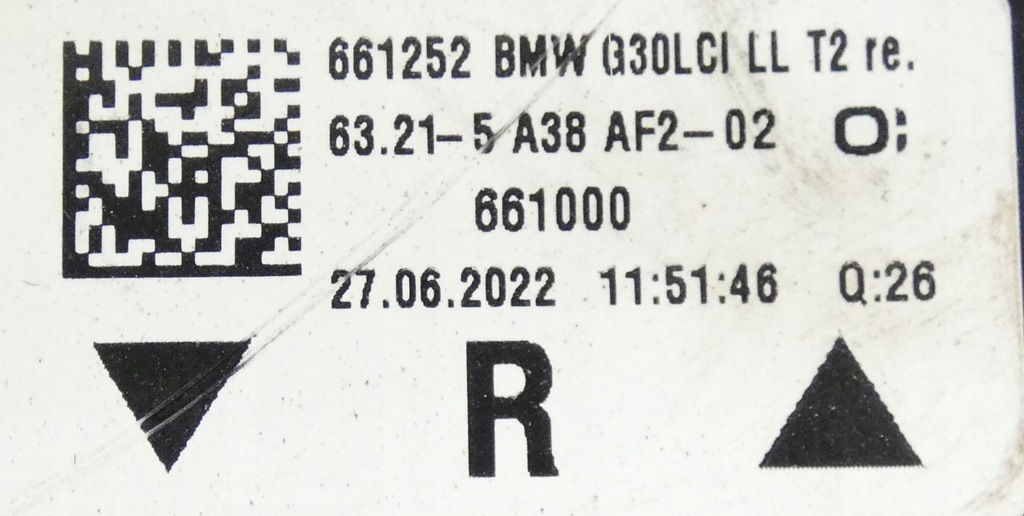 661252 BMW G30LCI LL T2 re.
63.21-5 A38 AF2-02 O:
661000
27.06.2022 11:51:46 Q:26
R